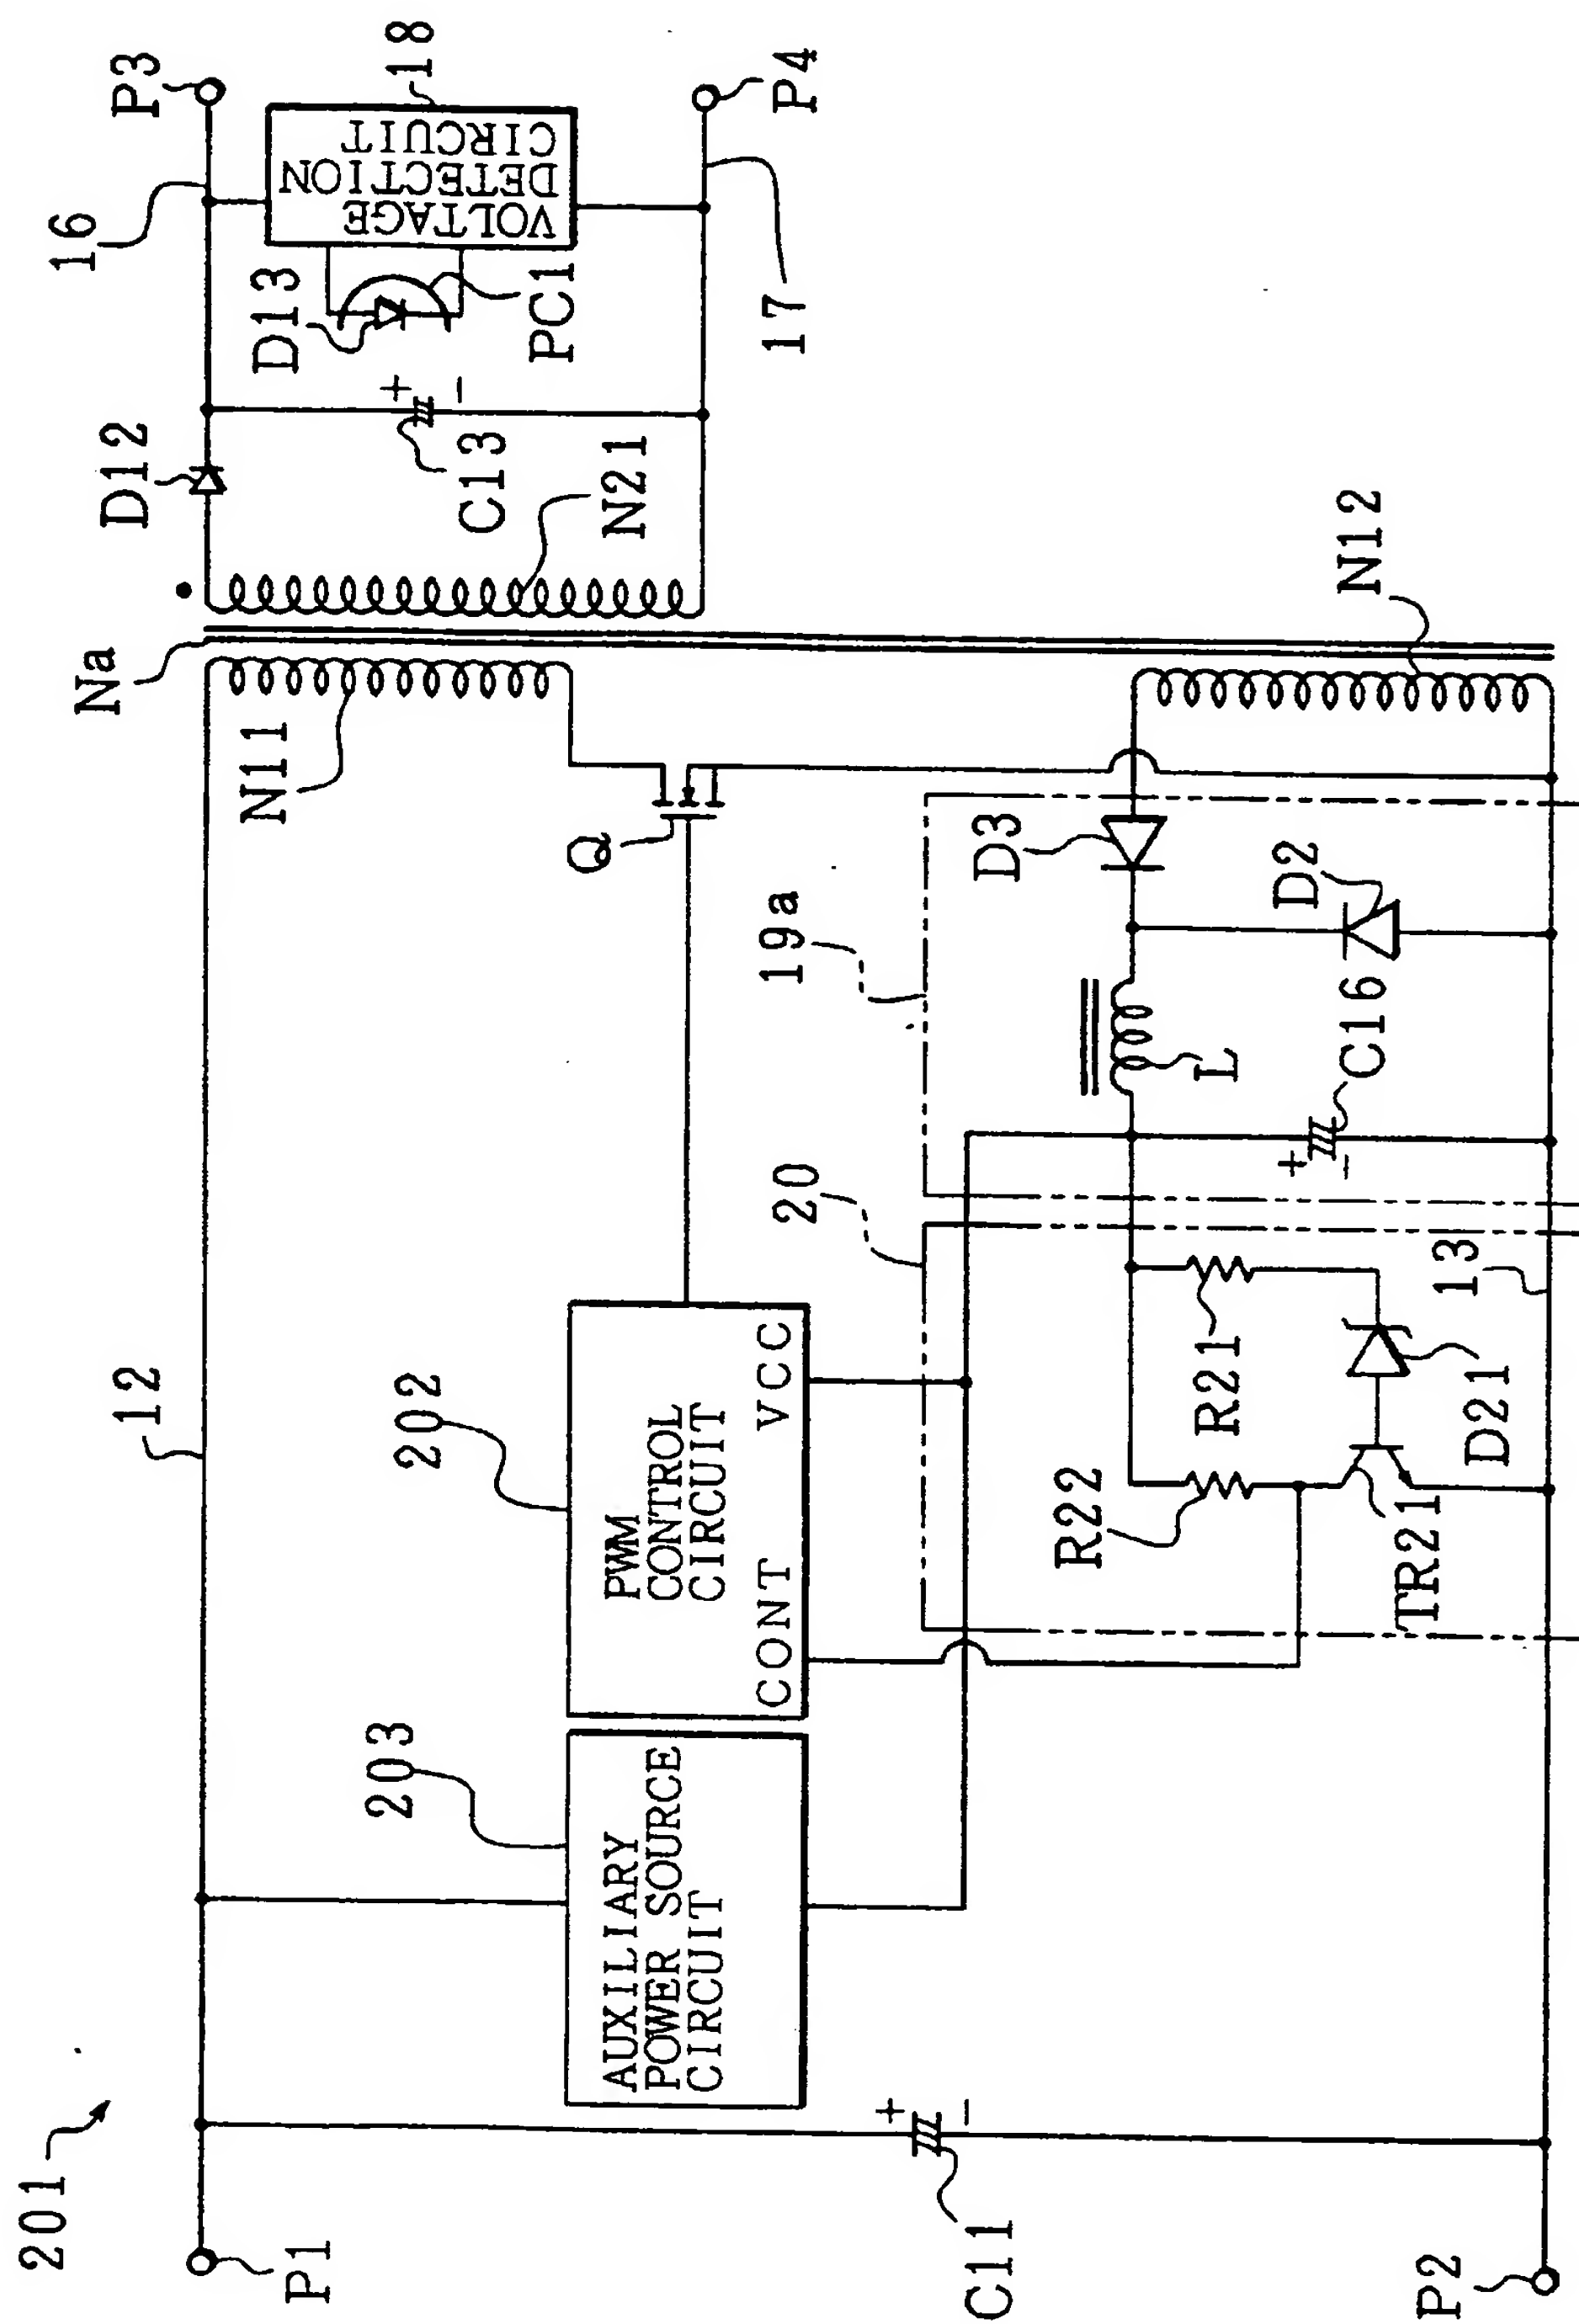 201
P1
P2
C11
12
13
203
AUXILIARY
POWER SOURCE
CIRCUIT
202
PWM
CONTROL
CIRCUIT
CONT
VCC
20
R22
R21
TR21
D21
19a
L
C16
D3
D2
Q
N11
Na
N12
N21
D12
C13
+
-
+
-
+
-
D13
PC1
16
17
VOLTAGE
DETECTION
CIRCUIT
18
P3
P4